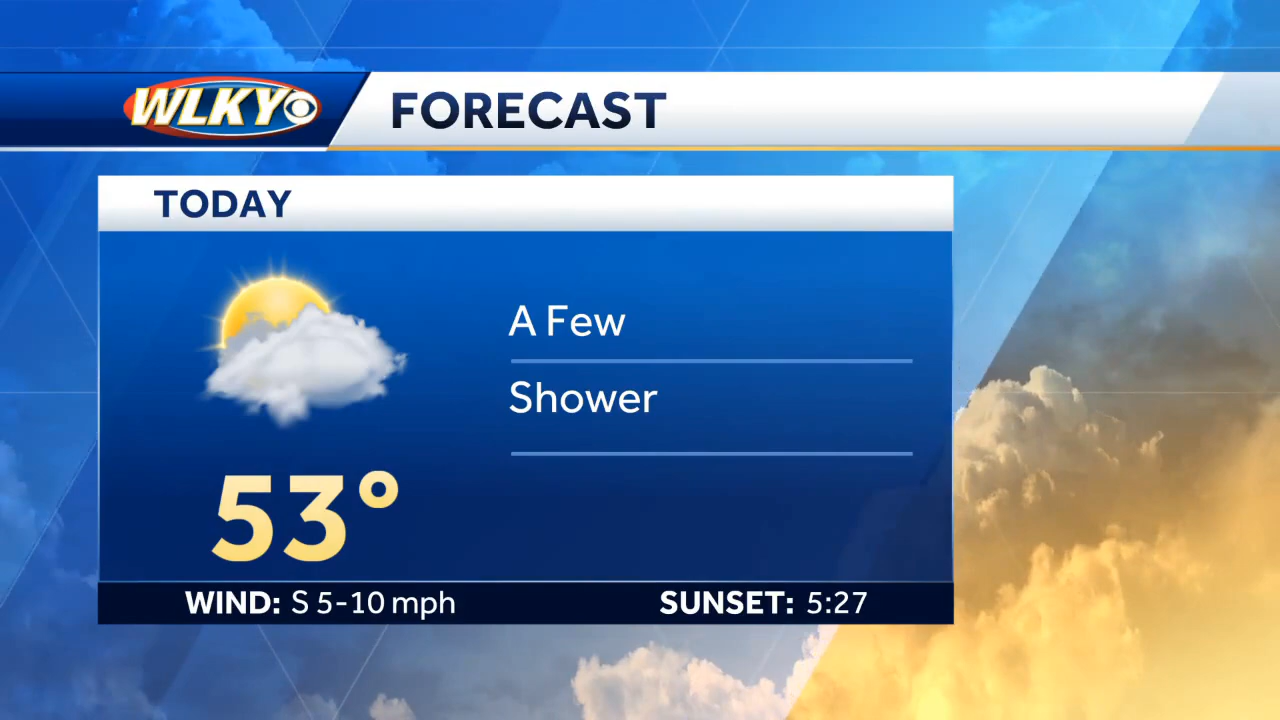 WLKY
FORECAST
TODAY
A Few
Shower
53°
WIND: S 5-10 mph
SUNSET: 5:27